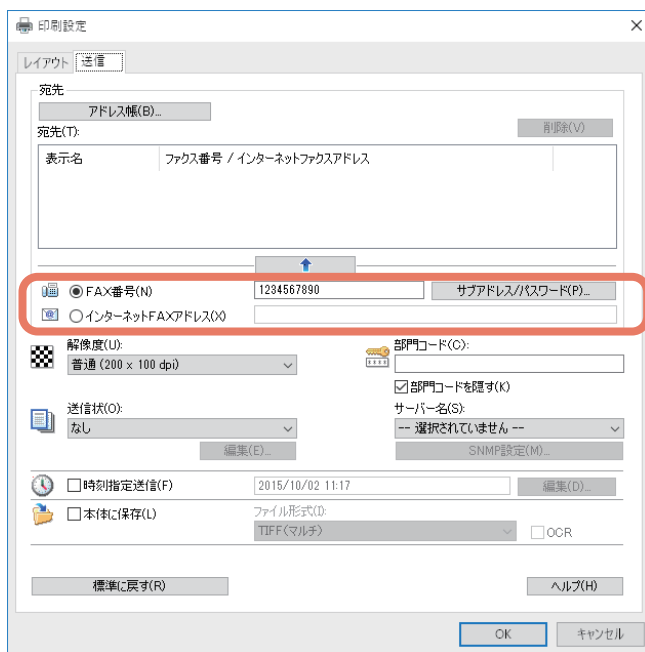 印刷設定
レイアウト 送信
宛先
アドレス帳(B)...
宛先(T):
削除(V)
表示名 ファクス番号 / インターネットファクスアドレス
FAX番号(N) 1234567890 サブアドレス/パスワード(P)...
インターネットFAXアドレス(X)
解像度(U): 部門コード(C):
普通 (200 x 100 dpi)
部門コードを隠す(K)
送信状(O): サーバー名(S):
なし -- 選択されていません --
編集(E)... SNMP設定(M)...
時刻指定送信(F) 2015/10/02 11:17 編集(D)...
本体に保存(L) ファイル形式(I):
TIFF(マルチ) OCR
標準に戻す(R) ヘルプ(H)
OK キャンセル